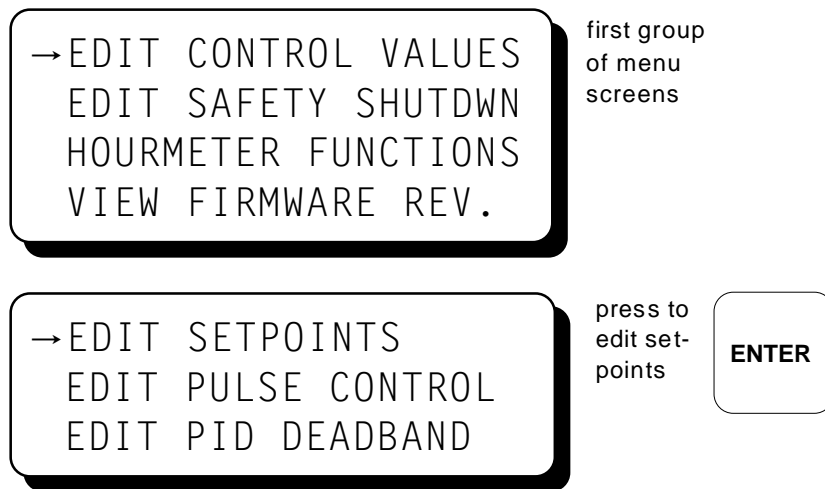 →EDIT CONTROL VALUES
EDIT SAFETY SHUTDWN
HOURMETER FUNCTIONS
VIEW FIRMWARE REV.
first group
of menu
screens
→EDIT SETPOINTS
EDIT PULSE CONTROL
EDIT PID DEADBAND
press to
edit set-
points
ENTER